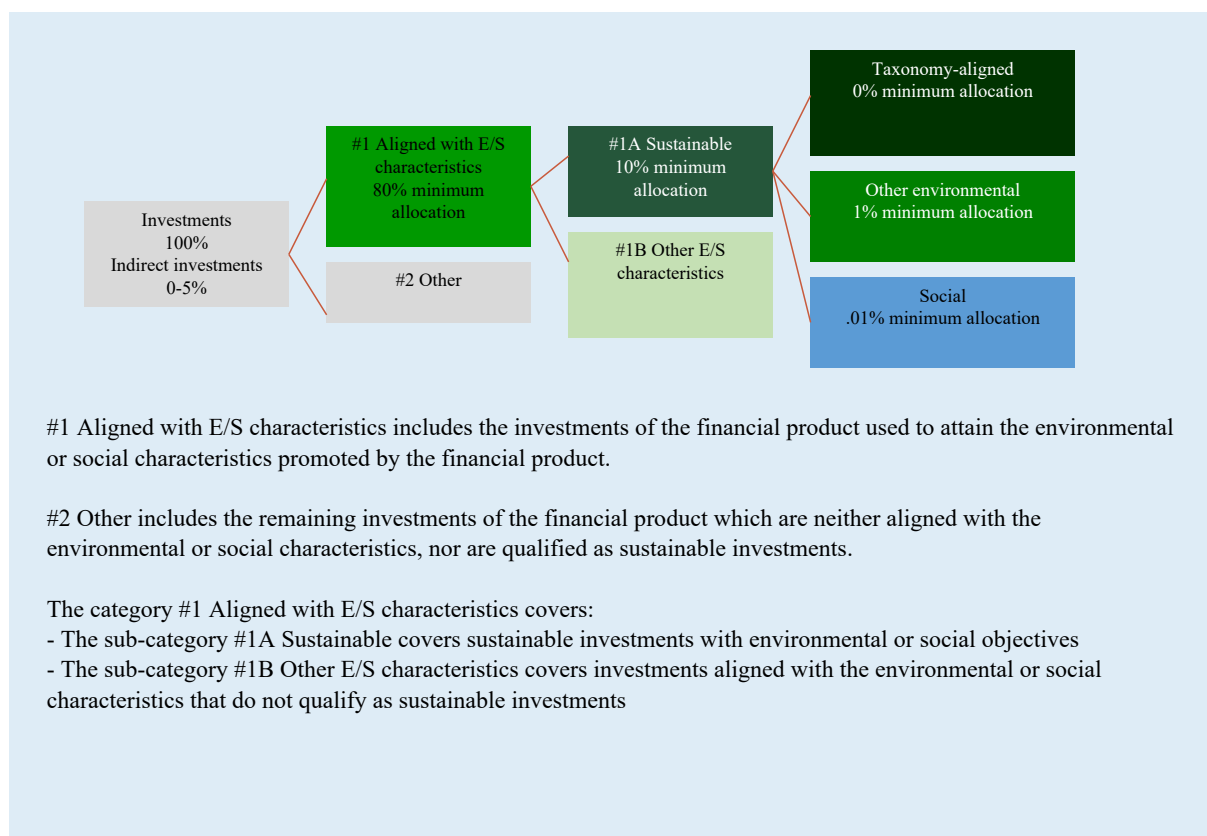 Investments
100%
Indirect investments
0-5%
#1 Aligned with E/S
characteristics
80% minimum
allocation
#2 Other
#1A Sustainable
10% minimum
allocation
#1B Other E/S
characteristics
Taxonomy-aligned
0% minimum allocation
Other environmental
1% minimum allocation
Social
.01% minimum allocation
#1 Aligned with E/S characteristics includes the investments of the financial product used to attain the environmental
or social characteristics promoted by the financial product.
#2 Other includes the remaining investments of the financial product which are neither aligned with the
environmental or social characteristics, nor are qualified as sustainable investments.
The category #1 Aligned with E/S characteristics covers:
- The sub-category #1A Sustainable covers sustainable investments with environmental or social objectives
- The sub-category #1B Other E/S characteristics covers investments aligned with the environmental or social
characteristics that do not qualify as sustainable investments